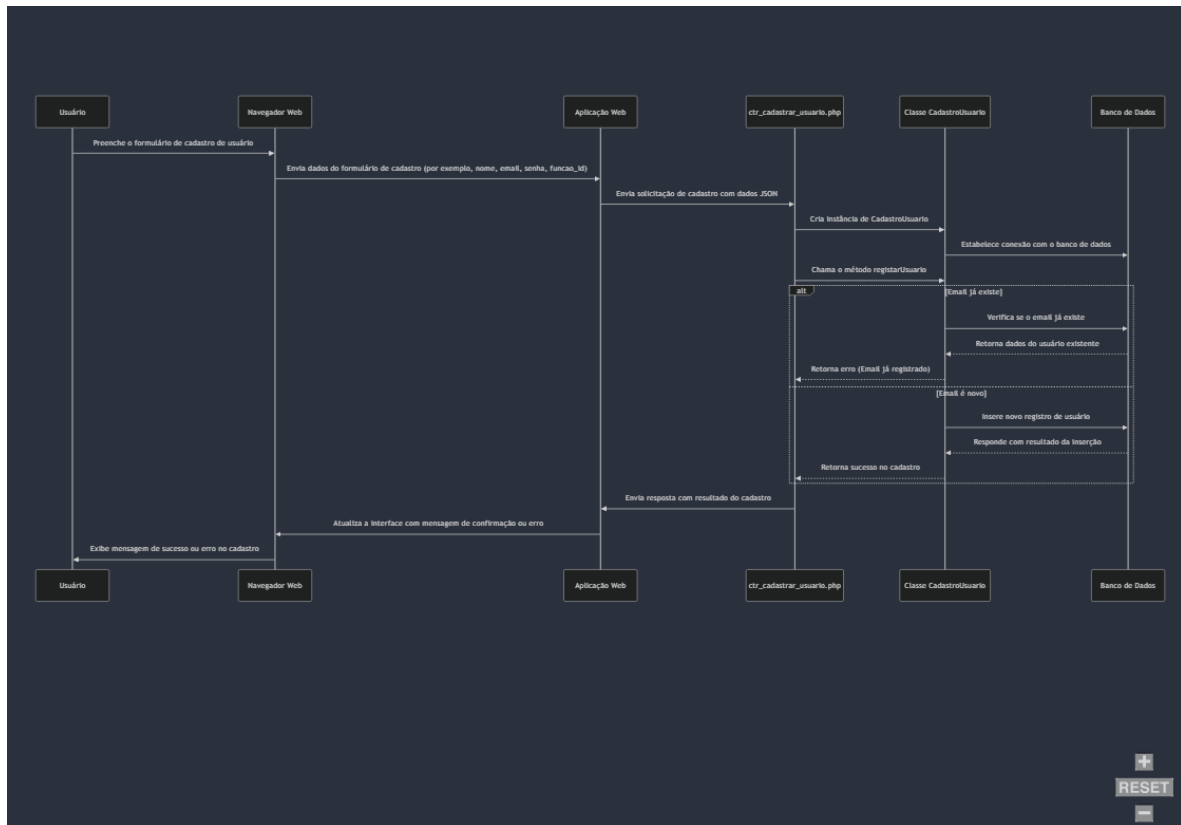 Usuário
Navegador Web
Aplicação Web
ctr_cadastrar_usuario.php
Classe CadastroUsuario
Banco de Dados
Preenche o formulário de cadastro de usuário
Envia dados do formulário de cadastro (por exemplo, nome, email, senha, funcao_id)
Envia solicitação de cadastro com dados JSON
Cria instância de CadastroUsuario
Estabelece conexão com o banco de dados
Chama o método registarUsuario
alt
[Email já existe]
Verifica se o email já existe
Retorna dados do usuário existente
Retorna erro (Email já registrado)
[Email é novo]
Insere novo registro de usuário
Responde com resultado da inserção
Retorna sucesso no cadastro
Envia resposta com resultado do cadastro
Atualiza a interface com mensagem de confirmação ou erro
Exibe mensagem de sucesso ou erro no cadastro
Usuário
Navegador Web
Aplicação Web
ctr_cadastrar_usuario.php
Classe CadastroUsuario
Banco de Dados
+
RESET
−